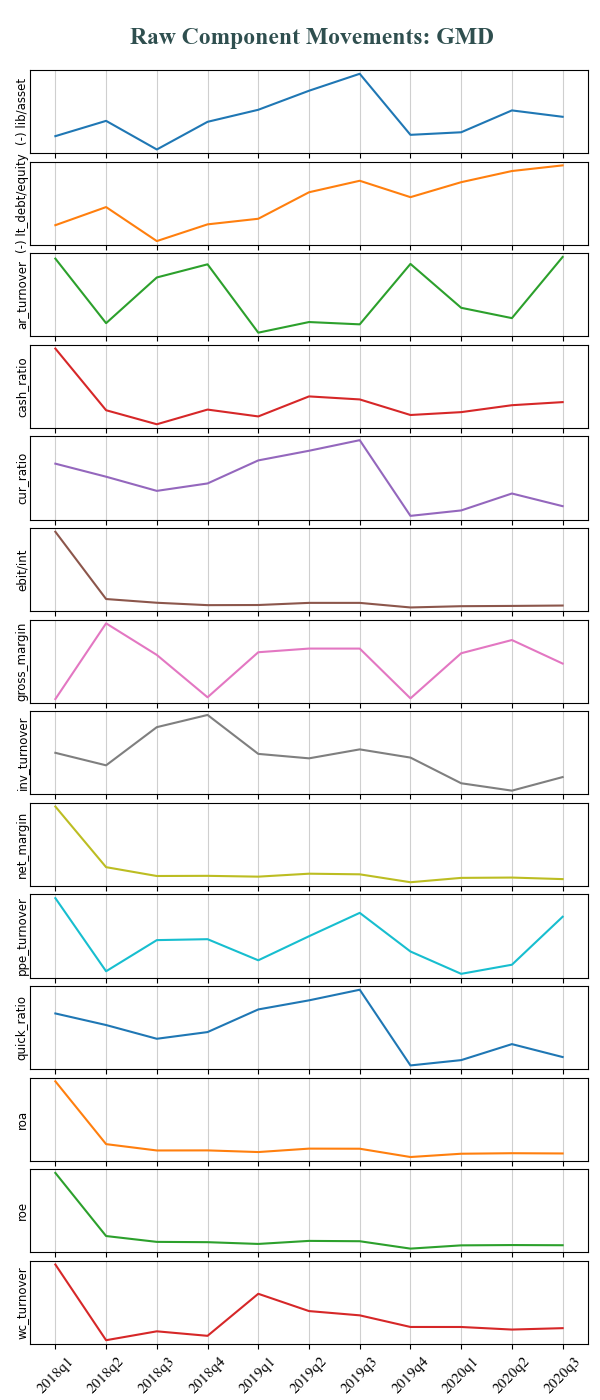 Raw Component Movements: GMD
(-) lib/asset
(-) lt_debt/equity
ar_turnover
cash_ratio
cur_ratio
ebit/int
gross_margin
inv_turnover
net_margin
ppe_turnover
quick_ratio
roa
roe
wc_turnover
2018q1 2018q2 2018q3 2018q4 2019q1 2019q2 2019q3 2019q4 2020q1 2020q2 2020q3